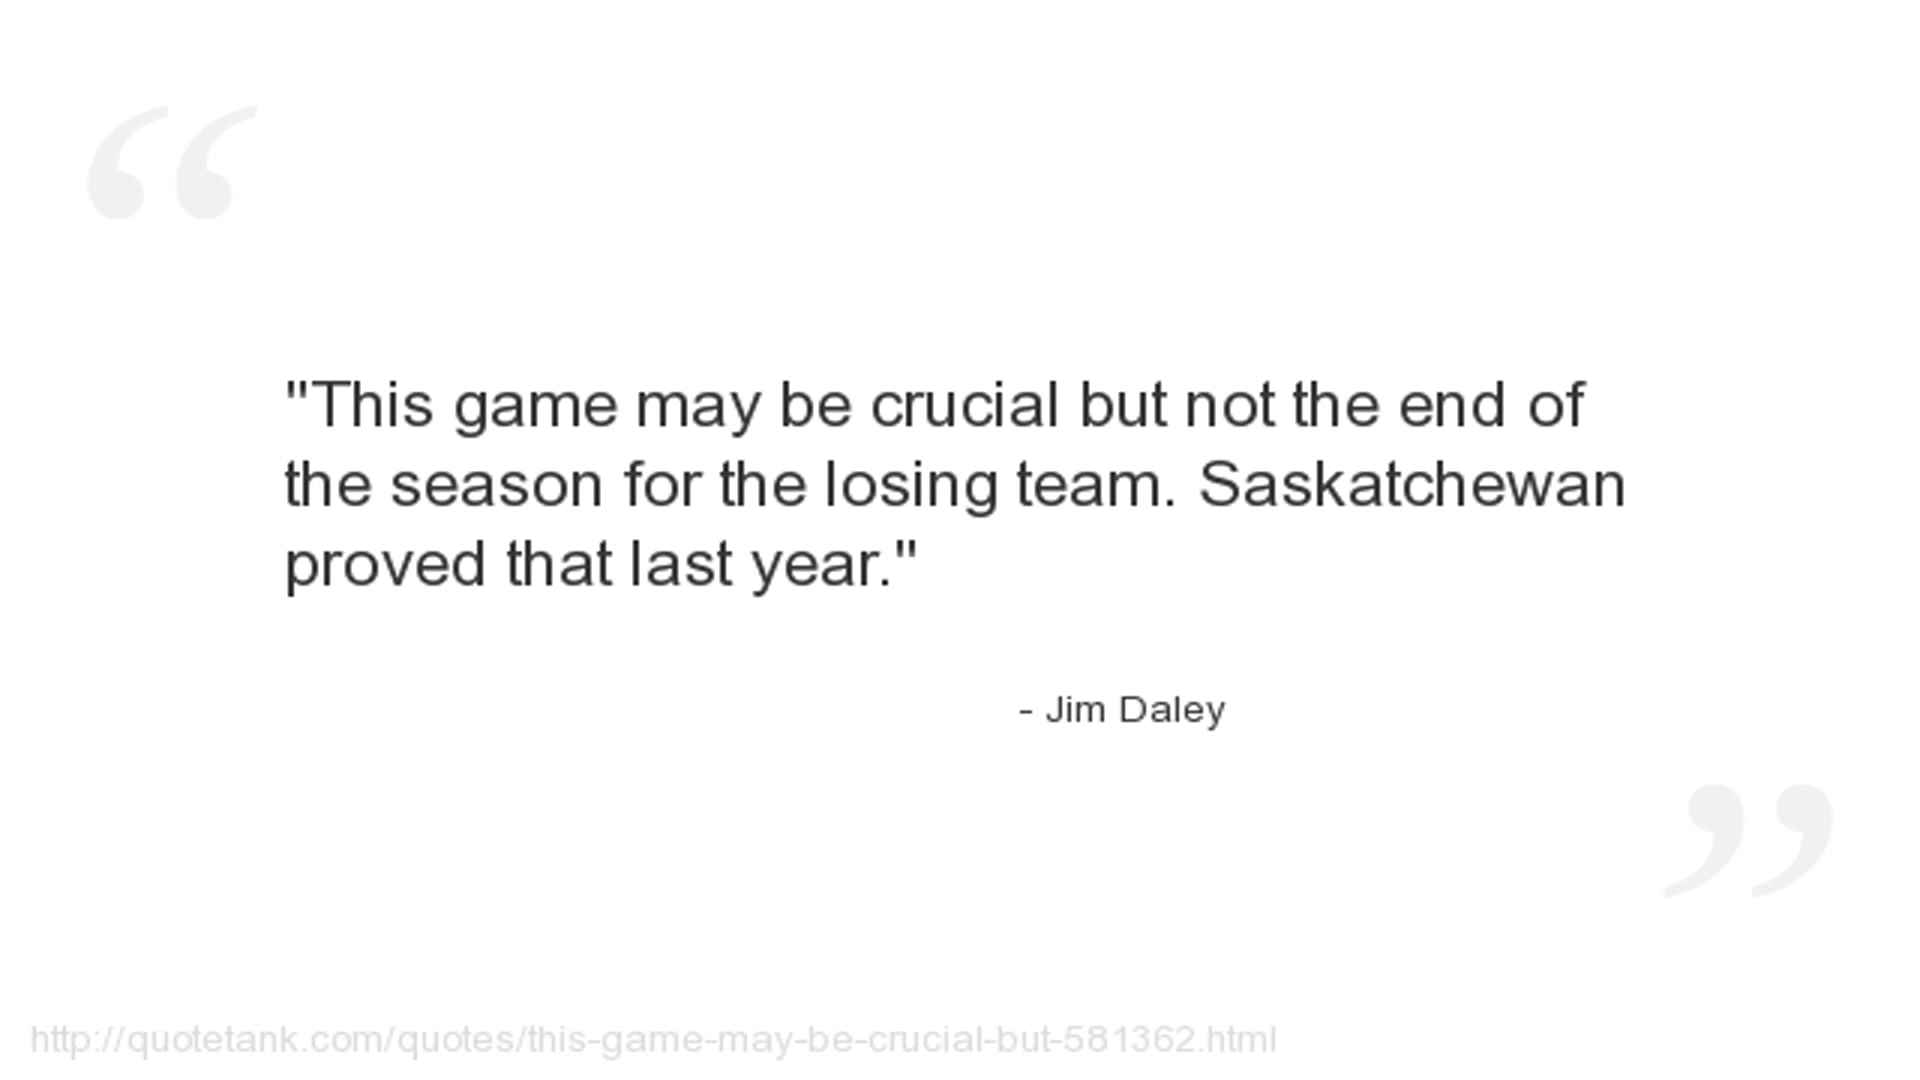 "This game may be crucial but not the end of
the season for the losing team. Saskatchewan
proved that last year."
- Jim Daley
http://quotetank.com/quotes/this-game-may-be-crucial-but-581362.html